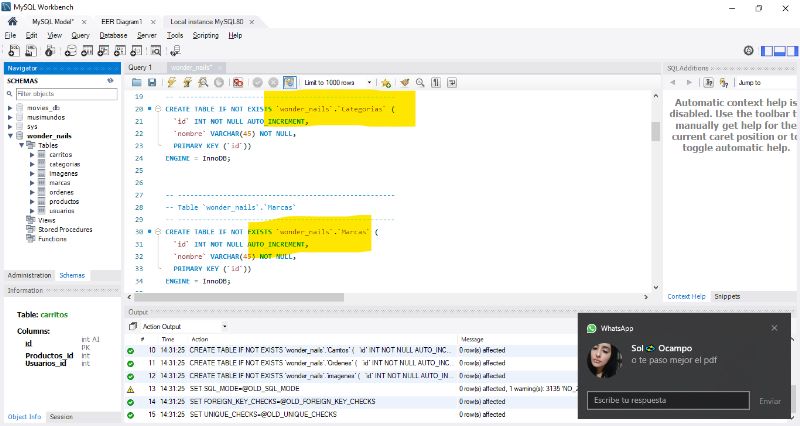 MySQL Workbench
MySQL Model* × EER Diagram1 × Local instance MySQL80 ×
File Edit View Query Database Server Tools Scripting Help
Navigator
SCHEMAS
Filter objects
movies_db
musimundos
sys
wonder_nails
Tables
carritos
categorias
imagenes
marcas
ordenes
productos
usuarios
Views
Stored Procedures
Functions
Administration Schemas
Information
Table: carritos
Columns:
id int AI
PK
Productos_id int
Usuarios_id int
Object Info Session
Query 1 wonder_nails* ×
Limit to 1000 rows
19 -- -----------------------------------------------------
20 CREATE TABLE IF NOT EXISTS `wonder_nails`.`Categorias` (
21 `id` INT NOT NULL AUTO_INCREMENT,
22 `nombre` VARCHAR(45) NOT NULL,
23 PRIMARY KEY (`id`))
24 ENGINE = InnoDB;
25
26
27 -- -----------------------------------------------------
28 -- Table `wonder_nails`.`Marcas`
29 -- -----------------------------------------------------
30 CREATE TABLE IF NOT EXISTS `wonder_nails`.`Marcas` (
31 `id` INT NOT NULL AUTO_INCREMENT,
32 `nombre` VARCHAR(45) NOT NULL,
33 PRIMARY KEY (`id`))
34 ENGINE = InnoDB;
Output
Action Output
# Time Action Message
10 14:31:25 CREATE TABLE IF NOT EXISTS `wonder_nails`.`Carritos` ( `id` INT NOT NULL AUTO_INC... 0 row(s) affected
11 14:31:25 CREATE TABLE IF NOT EXISTS `wonder_nails`.`Ordenes` ( `id` INT NOT NULL AUTO_INC... 0 row(s) affected
12 14:31:25 CREATE TABLE IF NOT EXISTS `wonder_nails`.`imagenes` ( `id` INT NOT NULL AUTO_IN... 0 row(s) affected
13 14:31:25 SET SQL_MODE=@OLD_SQL_MODE 0 row(s) affected, 1 warning(s): 3135 'NO_Z
14 14:31:25 SET FOREIGN_KEY_CHECKS=@OLD_FOREIGN_KEY_CHECKS 0 row(s) affected
15 14:31:25 SET UNIQUE_CHECKS=@OLD_UNIQUE_CHECKS 0 row(s) affected
SQLAdditions
Jump to
Automatic context help is
disabled. Use the toolbar t
manually get help for the
current caret position or to
toggle automatic help.
Context Help Snippets
WhatsApp
Sol Ocampo
o te paso mejor el pdf
Escribe tu respuesta
Enviar